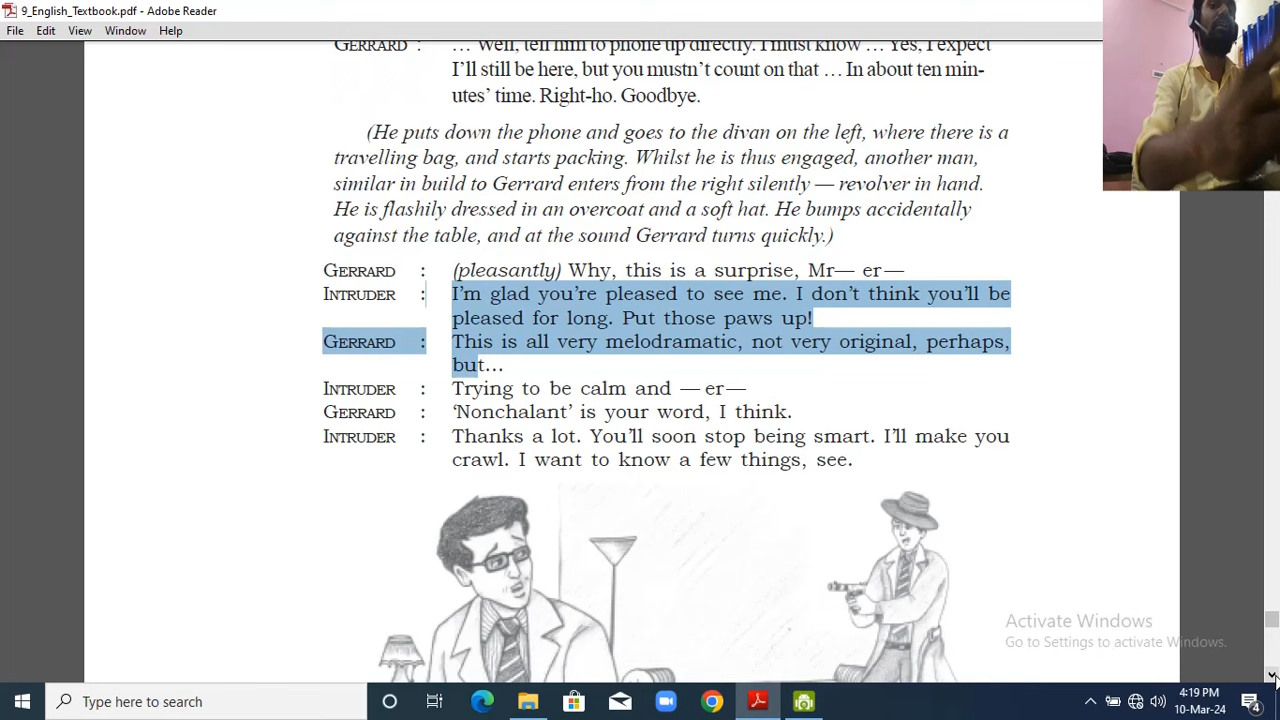 9_English_Textbook.pdf - Adobe Reader
File Edit View Window Help
GERRARD : … Well, tell him to phone up directly. I must know … Yes, I expect
I'll still be here, but you mustn't count on that … In about ten min-
utes' time. Right-ho. Goodbye.
(He puts down the phone and goes to the divan on the left, where there is a
travelling bag, and starts packing. Whilst he is thus engaged, another man,
similar in build to Gerrard enters from the right silently — revolver in hand.
He is flashily dressed in an overcoat and a soft hat. He bumps accidentally
against the table, and at the sound Gerrard turns quickly.)
GERRARD : (pleasantly) Why, this is a surprise, Mr— er—
INTRUDER : I'm glad you're pleased to see me. I don't think you'll be
pleased for long. Put those paws up!
GERRARD : This is all very melodramatic, not very original, perhaps,
but…
INTRUDER : Trying to be calm and — er—
GERRARD : 'Nonchalant' is your word, I think.
INTRUDER : Thanks a lot. You'll soon stop being smart. I'll make you
crawl. I want to know a few things, see.
Activate Windows
Go to Settings to activate Windows.
Type here to search
4:19 PM
10-Mar-24
4